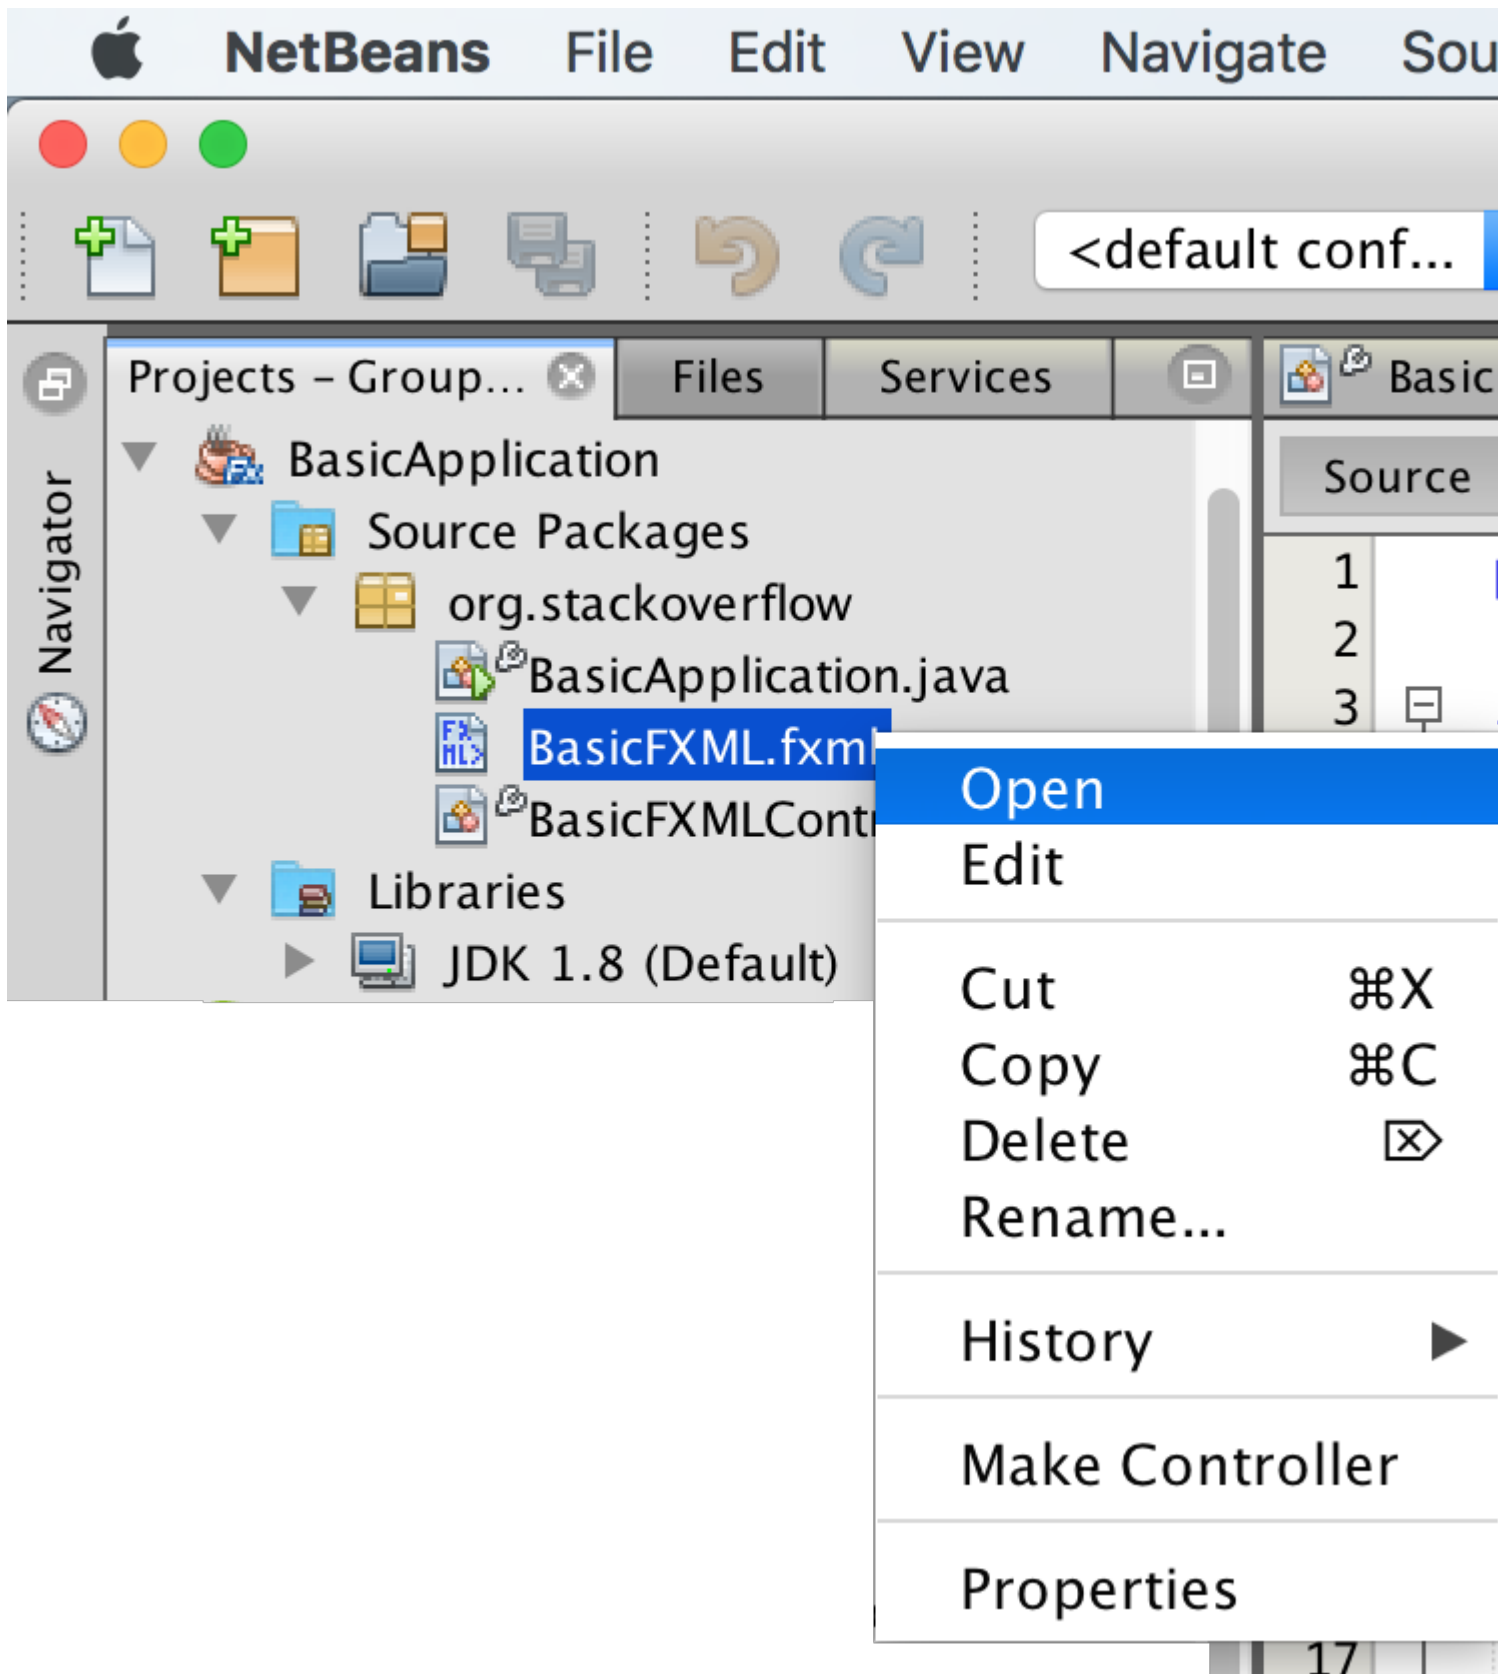 NetBeans File Edit View Navigate Sou
<default conf...
Projects – Group... Files Services Basic
Navigator
BasicApplication
Source
Source Packages
1
org.stackoverflow
2
BasicApplication.java
3
BasicFXML.fxml
Open
BasicFXMLContr
Edit
Libraries
JDK 1.8 (Default)
Cut ⌘X
Copy ⌘C
Delete ⌦
Rename...
History
Make Controller
Properties
17